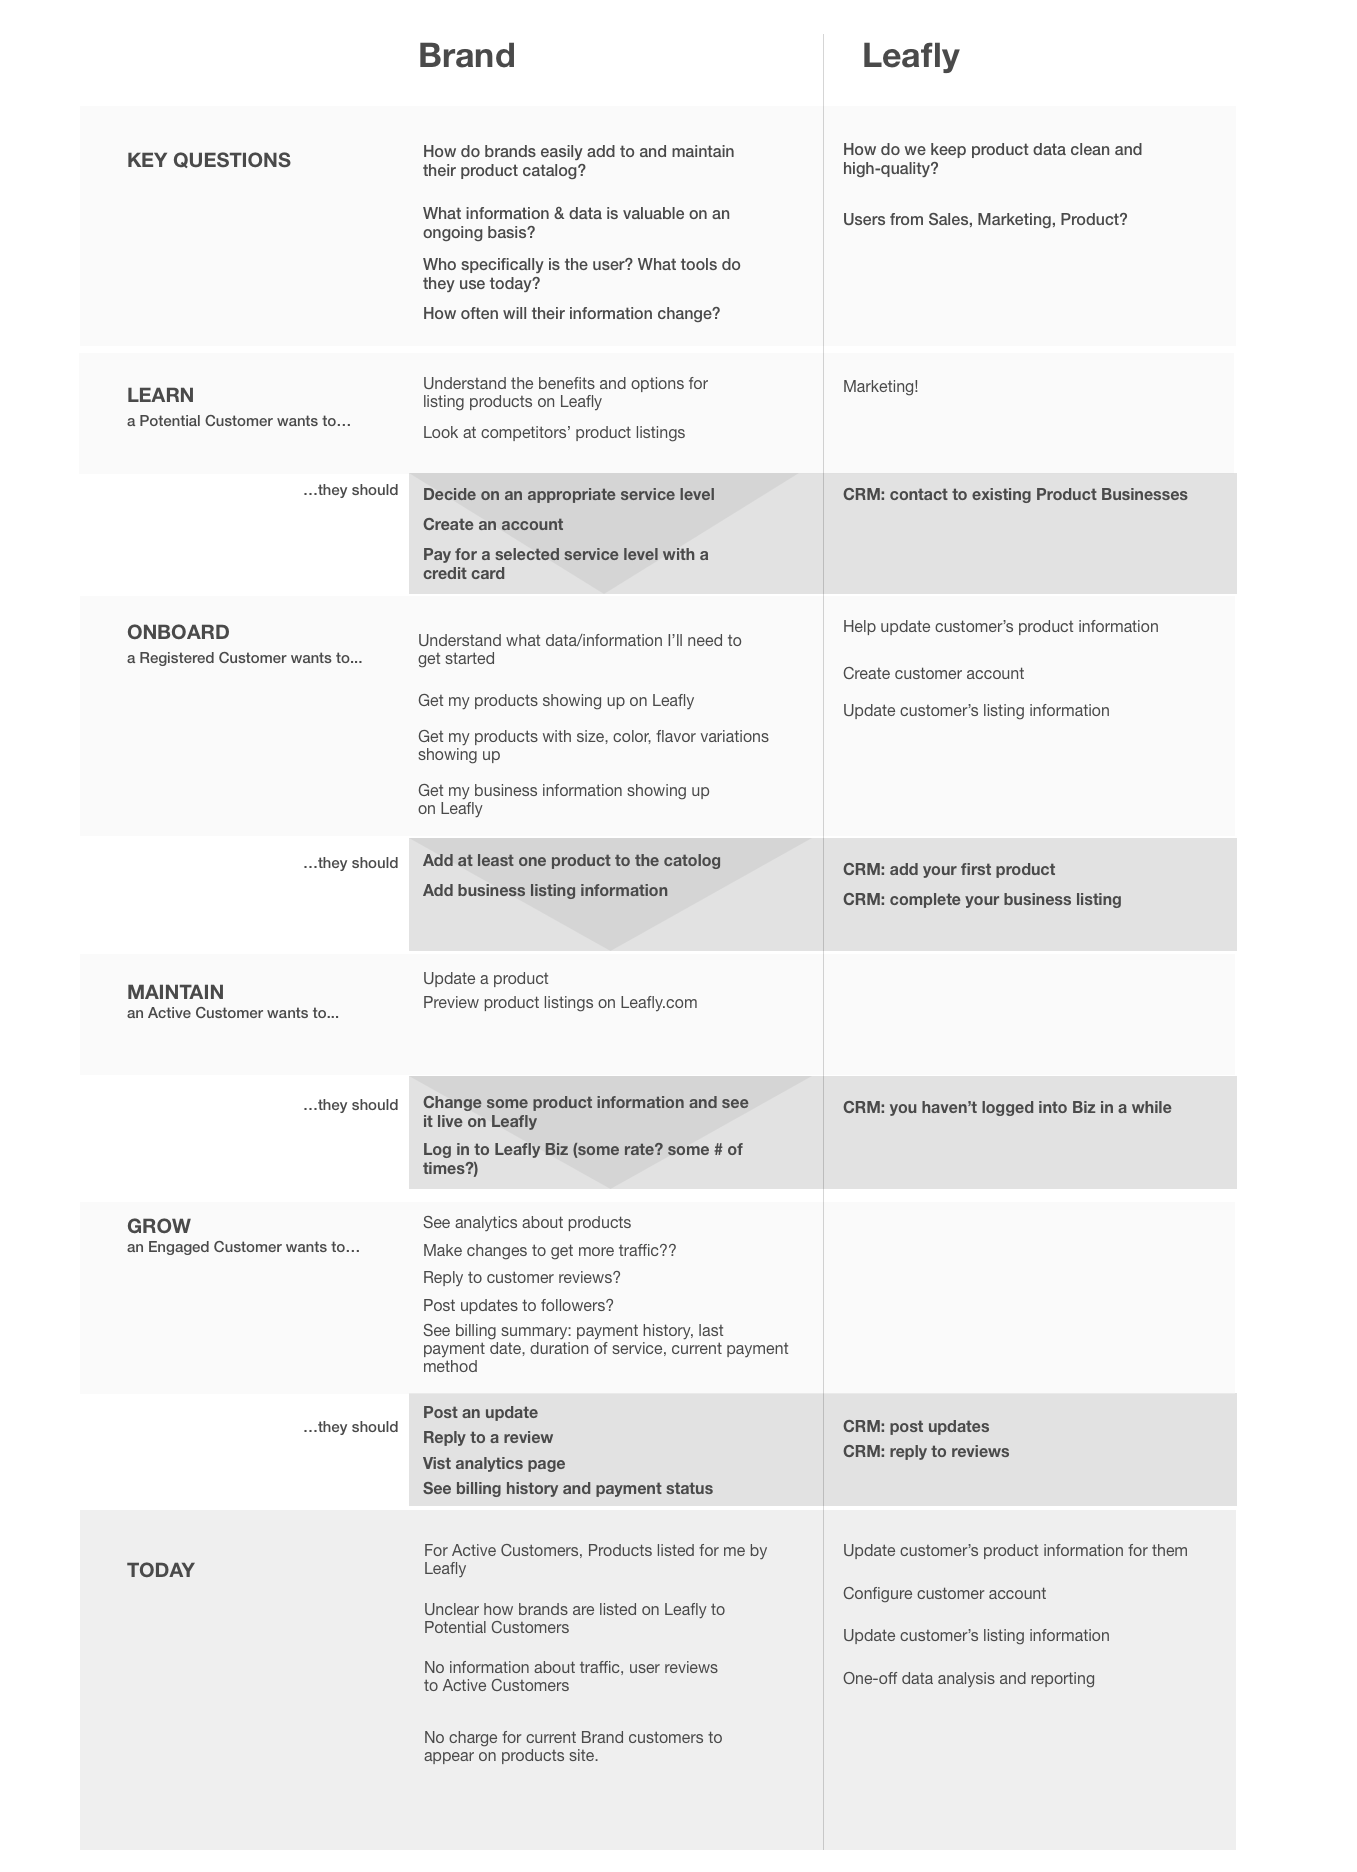 Brand
Leafly
KEY QUESTIONS
How do brands easily add to and maintain
their product catalog?
What information & data is valuable on an
ongoing basis?
Who specifically is the user? What tools do
they use today?
How often will their information change?
How do we keep product data clean and
high-quality?
Users from Sales, Marketing, Product?
LEARN
a Potential Customer wants to…
Understand the benefits and options for
listing products on Leafly
Look at competitors’ product listings
Marketing!
…they should
Decide on an appropriate service level
Create an account
Pay for a selected service level with a
credit card
CRM: contact to existing Product Businesses
ONBOARD
a Registered Customer wants to...
Understand what data/information I’ll need to
get started
Get my products showing up on Leafly
Get my products with size, color, flavor variations
showing up
Get my business information showing up
on Leafly
Help update customer’s product information
Create customer account
Update customer’s listing information
…they should
Add at least one product to the catolog
Add business listing information
CRM: add your first product
CRM: complete your business listing
MAINTAIN
an Active Customer wants to...
Update a product
Preview product listings on Leafly.com
…they should
Change some product information and see
it live on Leafly
Log in to Leafly Biz (some rate? some # of
times?)
CRM: you haven’t logged into Biz in a while
GROW
an Engaged Customer wants to…
See analytics about products
Make changes to get more traffic??
Reply to customer reviews?
Post updates to followers?
See billing summary: payment history, last
payment date, duration of service, current payment
method
…they should
Post an update
Reply to a review
Vist analytics page
See billing history and payment status
CRM: post updates
CRM: reply to reviews
TODAY
For Active Customers, Products listed for me by
Leafly
Unclear how brands are listed on Leafly to
Potential Customers
No information about traffic, user reviews
to Active Customers
No charge for current Brand customers to
appear on products site.
Update customer’s product information for them
Configure customer account
Update customer’s listing information
One-off data analysis and reporting